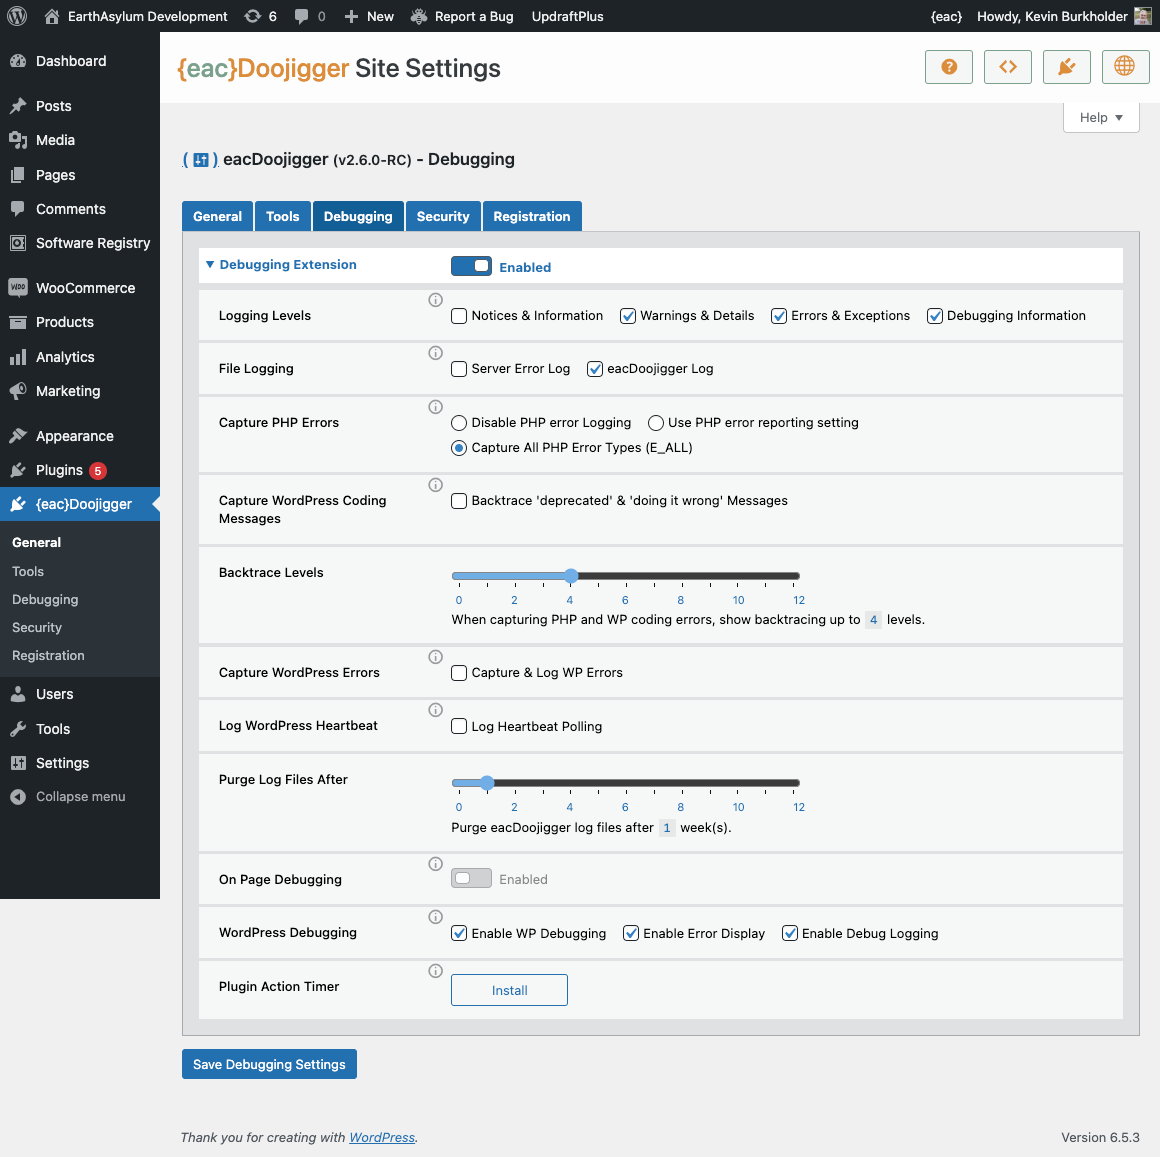 EarthAsylum Development 6 0 New Report a Bug UpdraftPlus {eac} Howdy, Kevin Burkholder
Dashboard
Posts
Media
Pages
Comments
Software Registry
WooCommerce
Products
Analytics
Marketing
Appearance
Plugins 5
{eac}Doojigger
General
Tools
Debugging
Security
Registration
Users
Tools
Settings
Collapse menu
{eac}Doojigger Site Settings
Help
eacDoojigger (v2.6.0-RC) - Debugging
General Tools Debugging Security Registration
Debugging Extension Enabled
Logging Levels Notices & Information Warnings & Details Errors & Exceptions Debugging Information
File Logging Server Error Log eacDoojigger Log
Capture PHP Errors Disable PHP error Logging Use PHP error reporting setting
Capture All PHP Error Types (E_ALL)
Capture WordPress Coding Backtrace 'deprecated' & 'doing it wrong' Messages
Messages
Backtrace Levels
0 2 4 6 8 10 12
When capturing PHP and WP coding errors, show backtracing up to 4 levels.
Capture WordPress Errors Capture & Log WP Errors
Log WordPress Heartbeat Log Heartbeat Polling
Purge Log Files After
0 2 4 6 8 10 12
Purge eacDoojigger log files after 1 week(s).
On Page Debugging Enabled
WordPress Debugging Enable WP Debugging Enable Error Display Enable Debug Logging
Plugin Action Timer Install
Save Debugging Settings
Thank you for creating with WordPress. Version 6.5.3